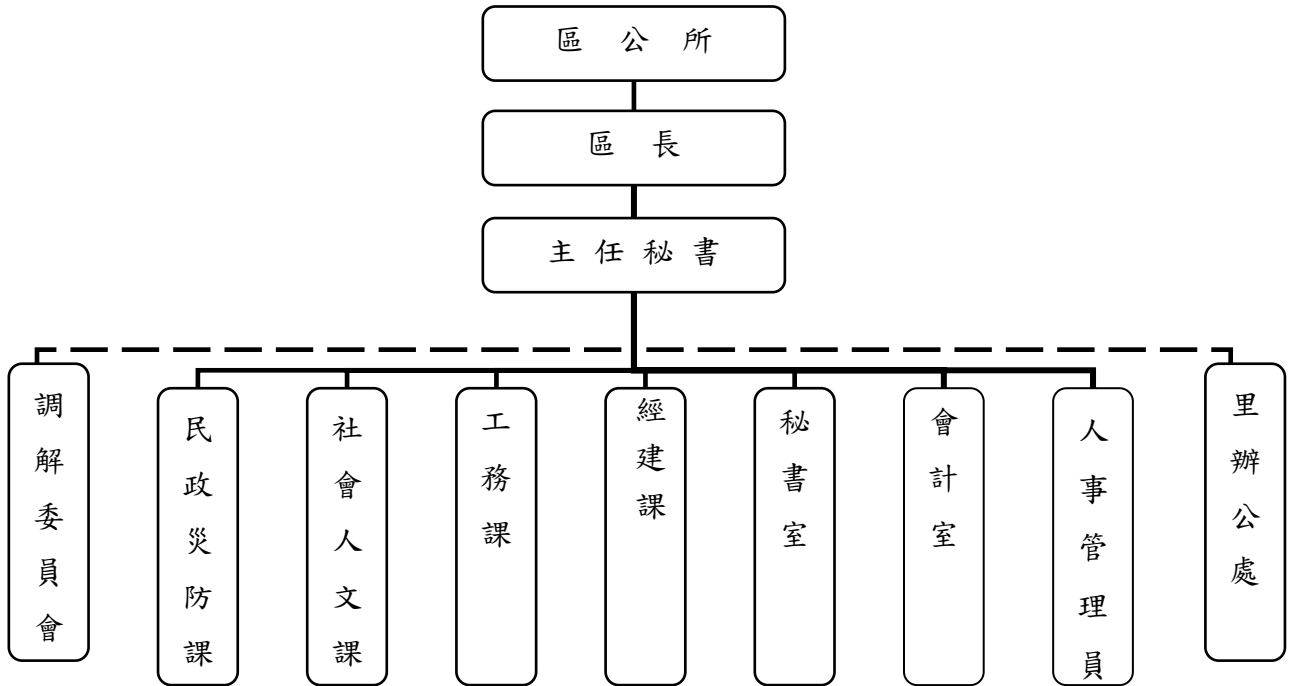 區公所
區長
主任秘書
調解委員會
民政災防課
社會人文課
工務課
經建課
秘書室
會計室
人事管理員
里辦公處